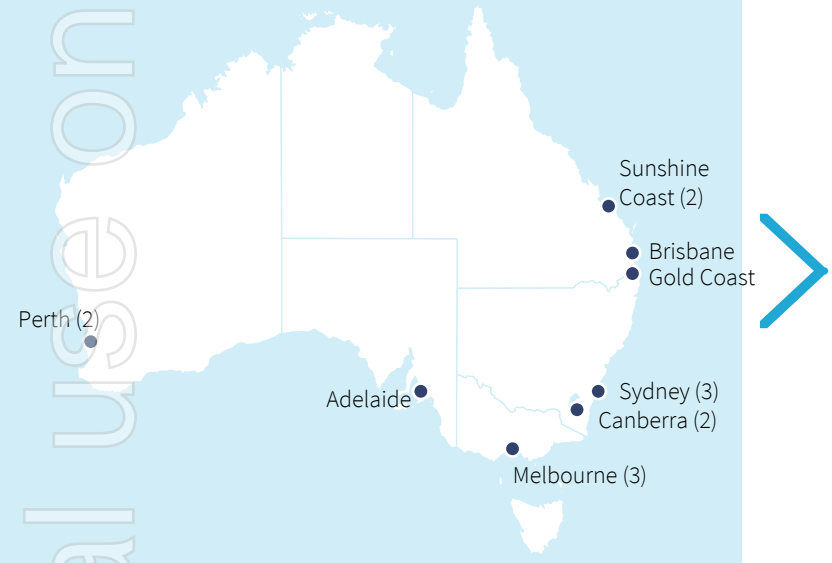 Sunshine
Coast (2)
Brisbane
Gold Coast
Perth (2)
Adelaide
Sydney (3)
Canberra (2)
Melbourne (3)
al use on